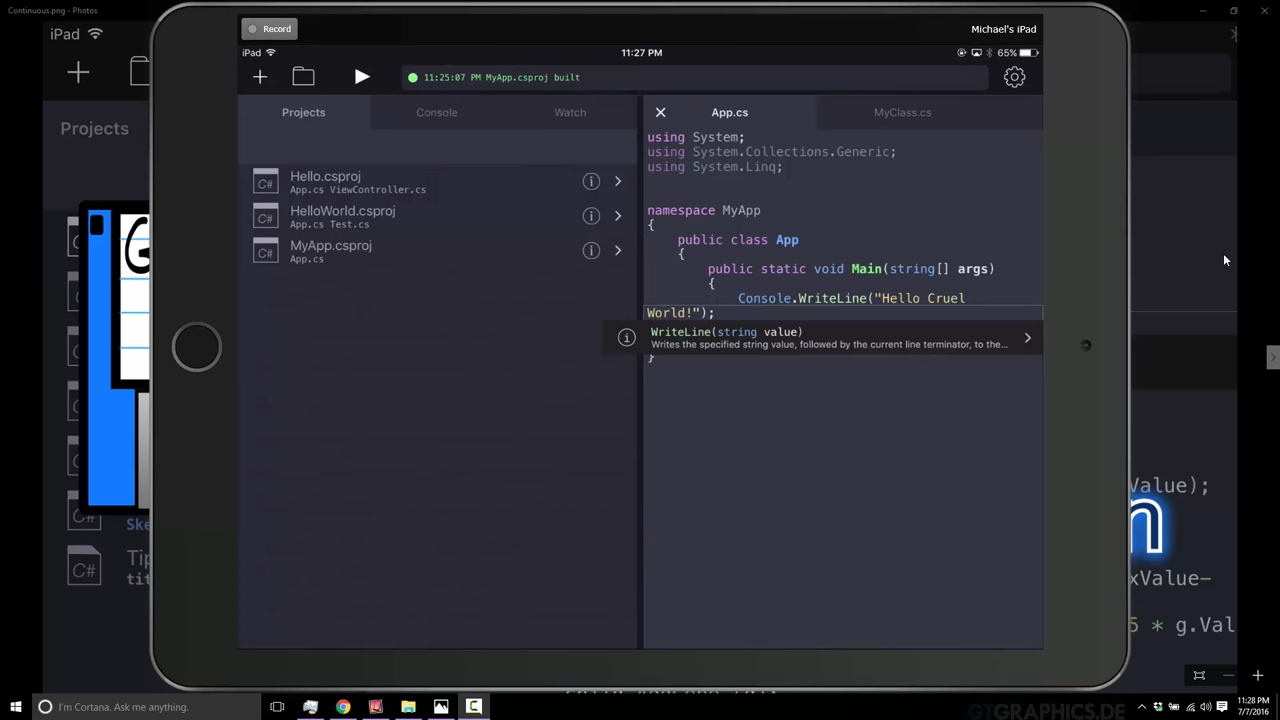 Continuous.png - Photos
iPad
Projects
Record
Michael's iPad
iPad
11:27 PM
65%
11:25:07 PM MyApp.csproj built
Projects
Console
Watch
App.cs
MyClass.cs
Hello.csproj
App.cs ViewController.cs
HelloWorld.csproj
App.cs Test.cs
MyApp.csproj
App.cs
using System;
using System.Collections.Generic;
using System.Linq;
namespace MyApp
{
public class App
{
public static void Main(string[] args)
{
Console.WriteLine("Hello Cruel
World!");
WriteLine(string value)
Writes the specified string value, followed by the current line terminator, to the...
}
C#
C#
C#
C#
C#
Ske
Tip
tit
G
Value);
n
xValue-
5 * g.Val
GTGRAPHICS.DE
I'm Cortana. Ask me anything.
11:28 PM
7/7/2016